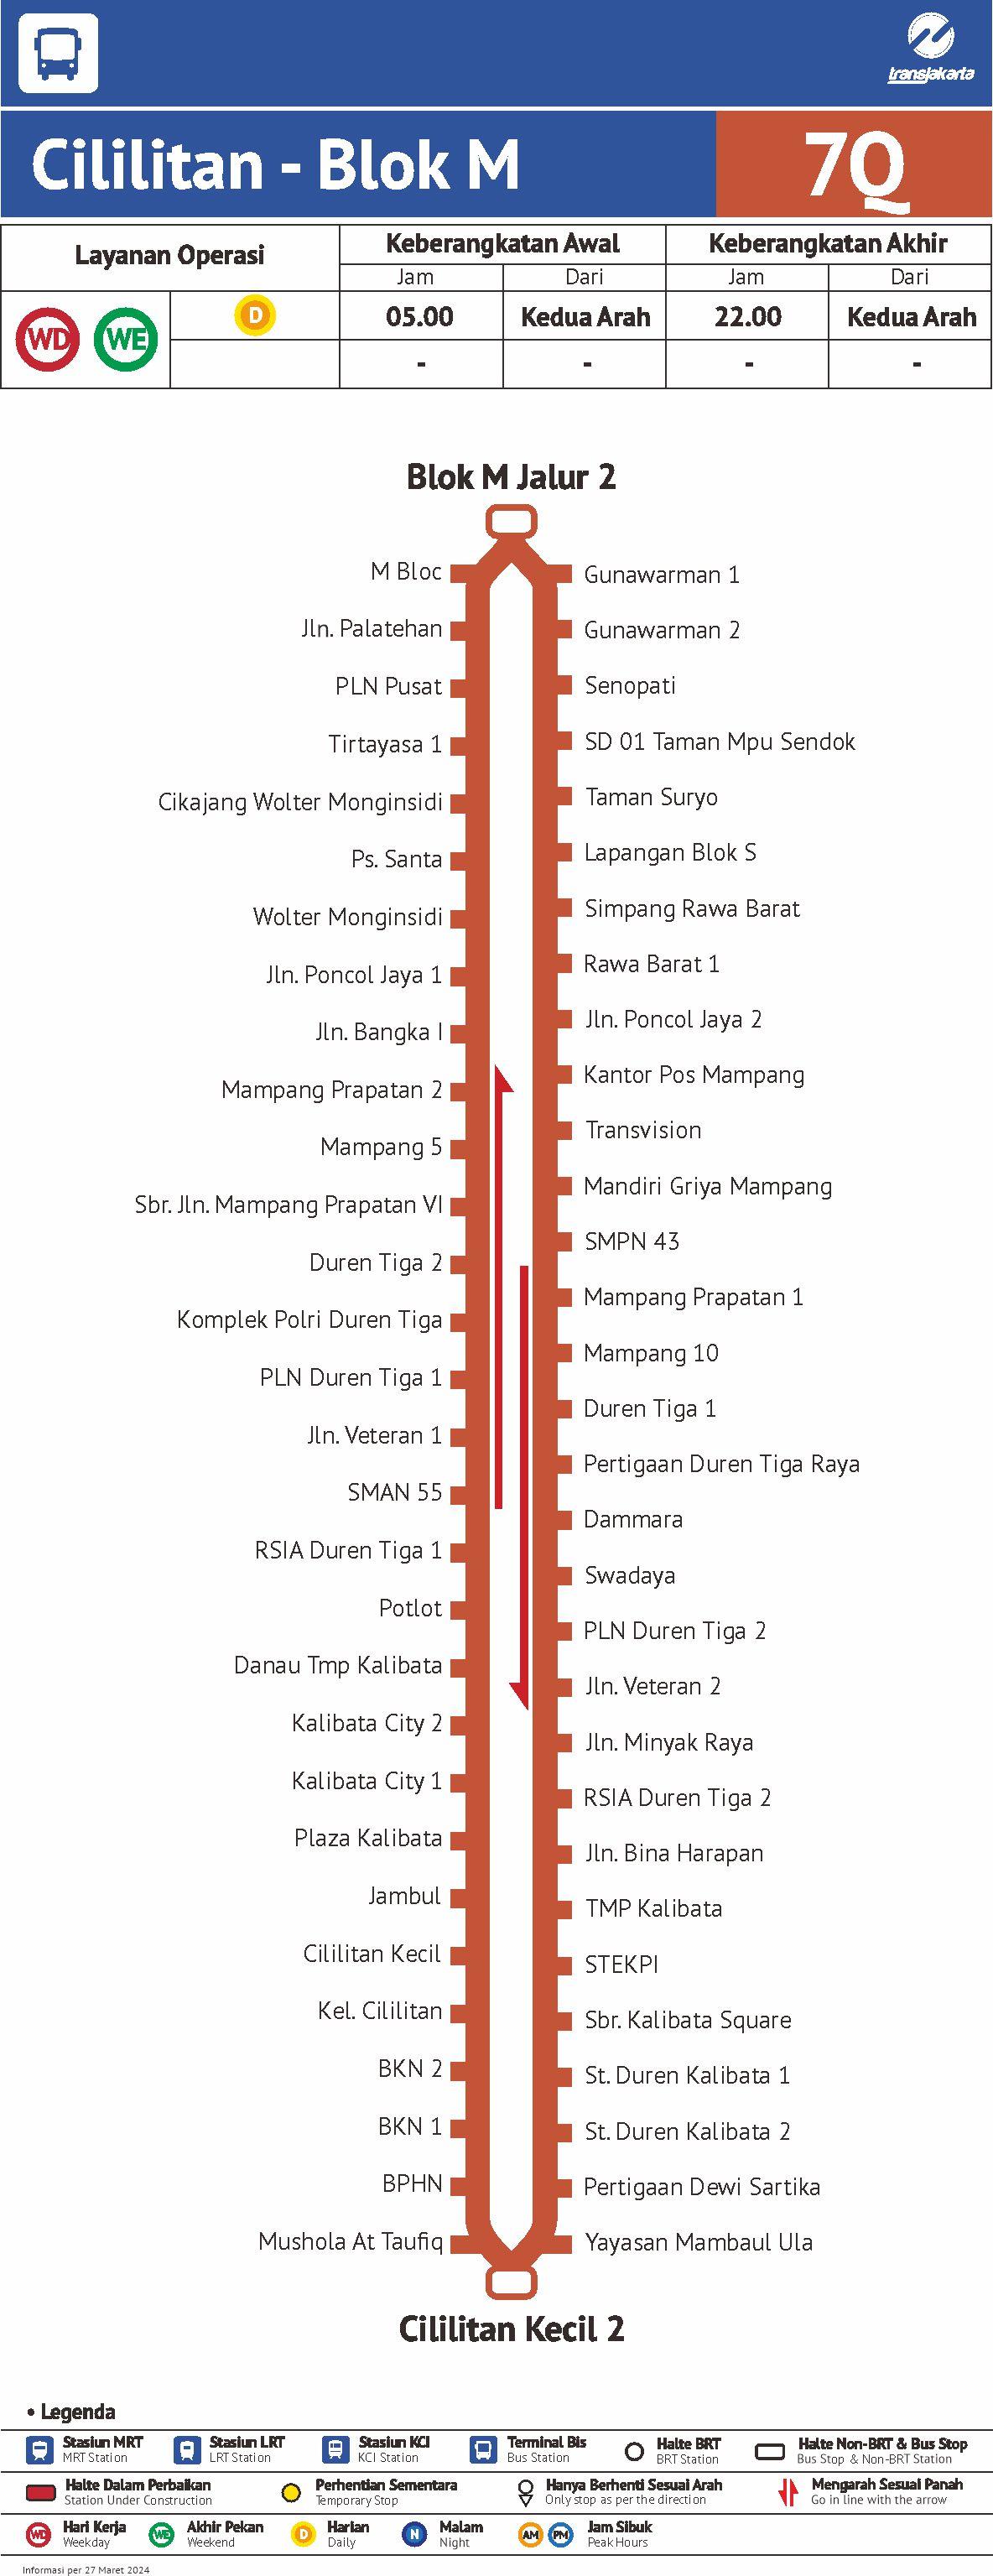 transjakarta
Cililitan - Blok M
7Q
Layanan Operasi
Keberangkatan Awal
Keberangkatan Akhir
Jam
Dari
Jam
Dari
WD
WE
D
05.00
Kedua Arah
22.00
Kedua Arah
-
-
-
-
Blok M Jalur 2
M Bloc
Jln. Palatehan
PLN Pusat
Tirtayasa 1
Cikajang Wolter Monginsidi
Ps. Santa
Wolter Monginsidi
Jln. Poncol Jaya 1
Jln. Bangka I
Mampang Prapatan 2
Mampang 5
Sbr. Jln. Mampang Prapatan VI
Duren Tiga 2
Komplek Polri Duren Tiga
PLN Duren Tiga 1
Jln. Veteran 1
SMAN 55
RSIA Duren Tiga 1
Potlot
Danau Tmp Kalibata
Kalibata City 2
Kalibata City 1
Plaza Kalibata
Jambul
Cililitan Kecil
Kel. Cililitan
BKN 2
BKN 1
BPHN
Mushola At Taufiq
Gunawarman 1
Gunawarman 2
Senopati
SD 01 Taman Mpu Sendok
Taman Suryo
Lapangan Blok S
Simpang Rawa Barat
Rawa Barat 1
Jln. Poncol Jaya 2
Kantor Pos Mampang
Transvision
Mandiri Griya Mampang
SMPN 43
Mampang Prapatan 1
Mampang 10
Duren Tiga 1
Pertigaan Duren Tiga Raya
Dammara
Swadaya
PLN Duren Tiga 2
Jln. Veteran 2
Jln. Minyak Raya
RSIA Duren Tiga 2
Jln. Bina Harapan
TMP Kalibata
STEKPI
Sbr. Kalibata Square
St. Duren Kalibata 1
St. Duren Kalibata 2
Pertigaan Dewi Sartika
Yayasan Mambaul Ula
Cililitan Kecil 2
• Legenda
Stasiun MRT
MRT Station
Stasiun LRT
LRT Station
Stasiun KCI
KCI Station
Terminal Bis
Bus Station
Halte BRT
BRT Station
Halte Non-BRT & Bus Stop
Bus Stop & Non-BRT Station
Halte Dalam Perbaikan
Station Under Construction
Perhentian Sementara
Temporary Stop
Hanya Berhenti Sesuai Arah
Only stop as per the direction
Mengarah Sesuai Panah
Go in line with the arrow
WD
Hari Kerja
Weekday
WE
Akhir Pekan
Weekend
D
Harian
Daily
N
Malam
Night
AM
PM
Jam Sibuk
Peak Hours
Informasi per 27 Maret 2024